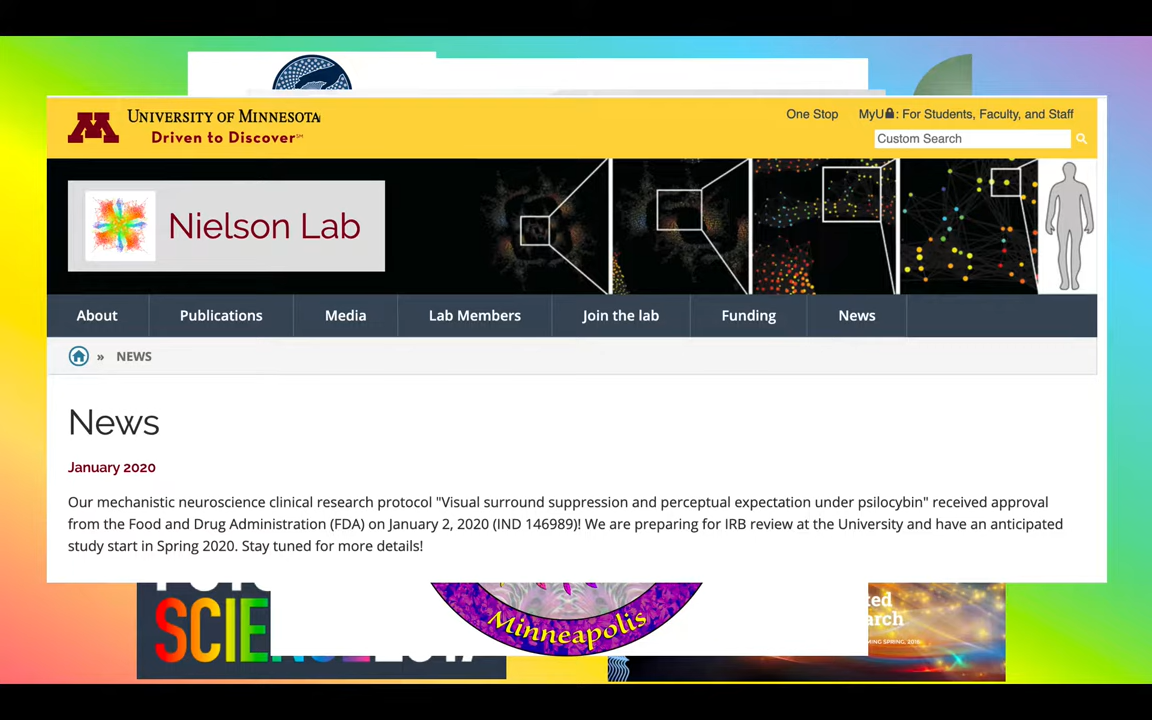 UNIVERSITY OF MINNESOTA
Driven to Discover
One Stop
MyU: For Students, Faculty, and Staff
Custom Search
Nielson Lab
About
Publications
Media
Lab Members
Join the lab
Funding
News
» NEWS
News
January 2020
Our mechanistic neuroscience clinical research protocol "Visual surround suppression and perceptual expectation under psilocybin" received approval
from the Food and Drug Administration (FDA) on January 2, 2020 (IND 146989)! We are preparing for IRB review at the University and have an anticipated
study start in Spring 2020. Stay tuned for more details!
Minneapolis